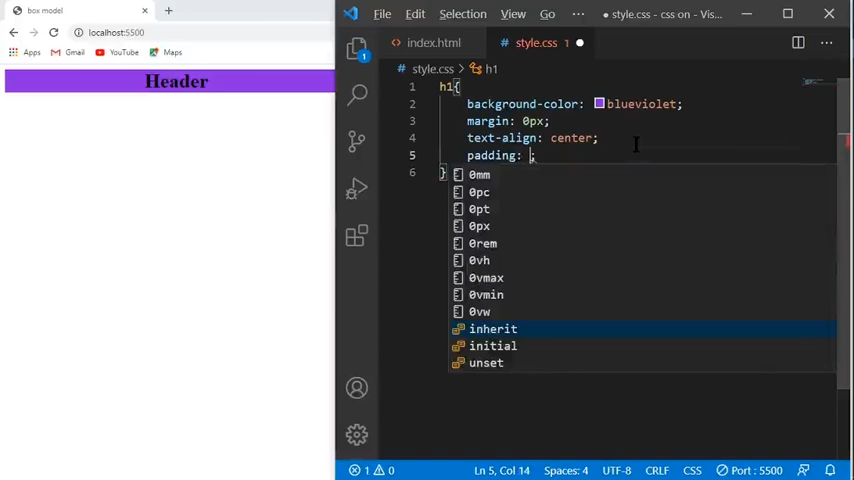 box model
localhost:5500
Apps Gmail YouTube Maps
Header
File Edit Selection View Go ··· ● style.css - css on - Vis...
index.html style.css 1 ●
style.css > h1
1 h1{
2 background-color: blueviolet;
3 margin: 0px;
4 text-align: center;
5 padding: ;
6 }
0mm
0pc
0pt
0px
0rem
0vh
0vmax
0vmin
0vw
inherit
initial
unset
1
1 0 Ln 5, Col 14 Spaces: 4 UTF-8 CRLF CSS Port : 5500